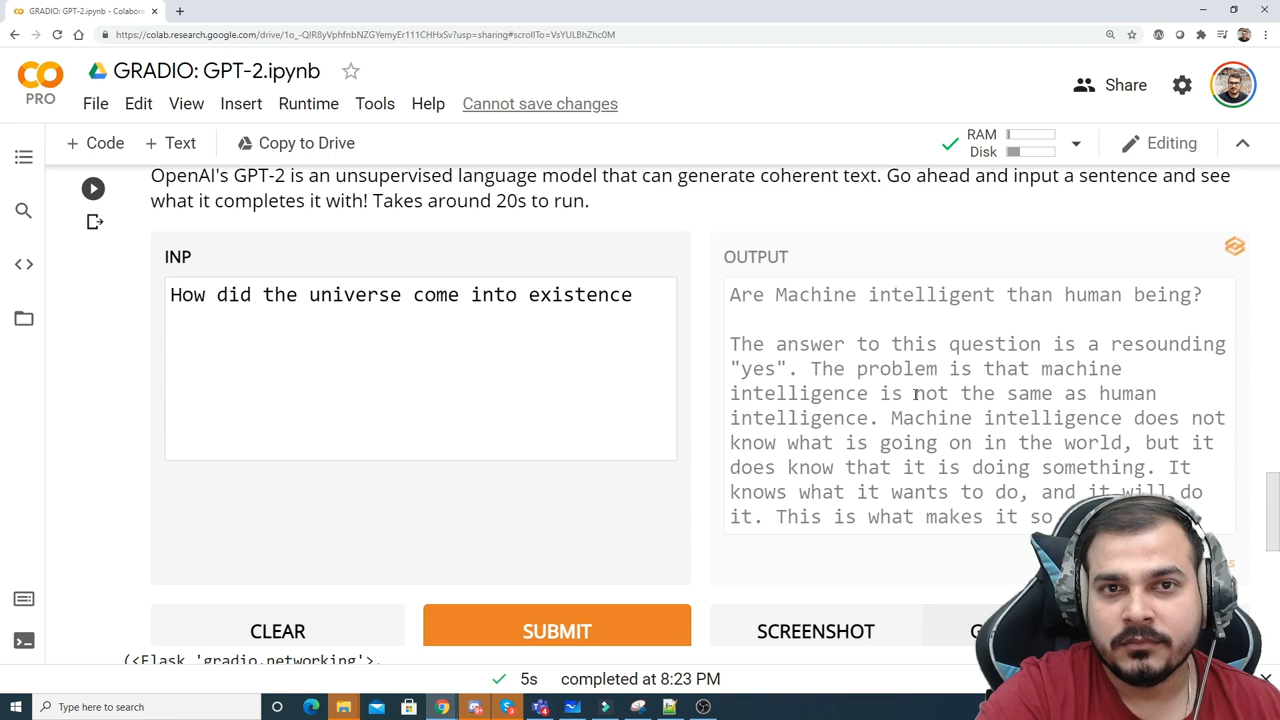 GRADIO: GPT-2.ipynb - Colabora
https://colab.research.google.com/drive/1o_-QIR8yVphfnbNZGYemyEr111CHHxSv?usp=sharing#scrollTo=VsYULBhZhc0M
PRO
GRADIO: GPT-2.ipynb
Share
File Edit View Insert Runtime Tools Help Cannot save changes
+ Code + Text Copy to Drive
RAM
Disk
Editing
OpenAI's GPT-2 is an unsupervised language model that can generate coherent text. Go ahead and input a sentence and see
what it completes it with! Takes around 20s to run.
INP
How did the universe come into existence
OUTPUT
Are Machine intelligent than human being?
The answer to this question is a resounding
"yes". The problem is that machine
intelligence is not the same as human
intelligence. Machine intelligence does not
know what is going on in the world, but it
does know that it is doing something. It
knows what it wants to do, and it will do
it. This is what makes it so
CLEAR
SUBMIT
SCREENSHOT
(<Flask 'gradio.networking'>,
5s completed at 8:23 PM
Type here to search